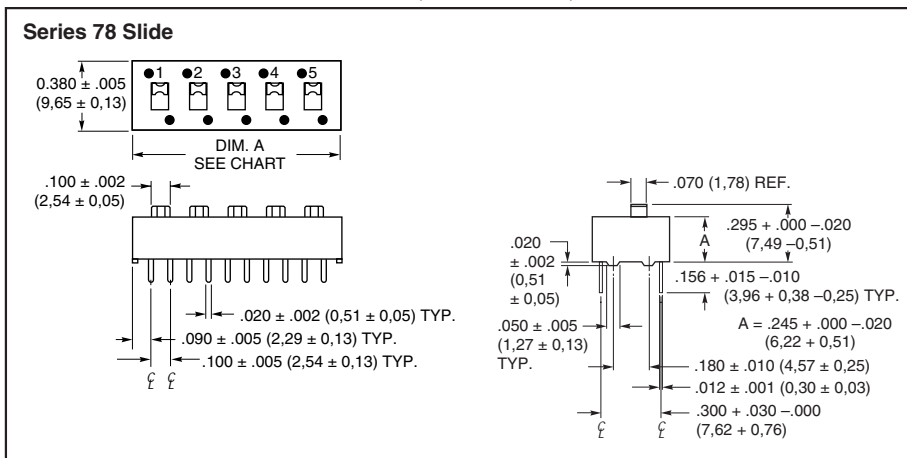 Series 78 Slide
1 2 3 4 5
0.380 ± .005
(9,65 ± 0,13)
DIM. A
SEE CHART
.100 ± .002
(2,54 ± 0,05)
.020 ± .002 (0,51 ± 0,05) TYP.
.090 ± .005 (2,29 ± 0,13) TYP.
.100 ± .005 (2,54 ± 0,13) TYP.
℄ ℄
.070 (1,78) REF.
.295 + .000 –.020
(7,49 –0,51)
A
.020
± .002
(0,51
± 0,05)
.156 + .015 –.010
(3,96 + 0,38 –0,25) TYP.
.050 ± .005
(1,27 ± 0,13)
TYP.
A = .245 + .000 –.020
(6,22 + 0,51)
.180 ± .010 (4,57 ± 0,25)
.012 ± .001 (0,30 ± 0,03)
.300 + .030 –.000
(7,62 + 0,76)
℄ ℄